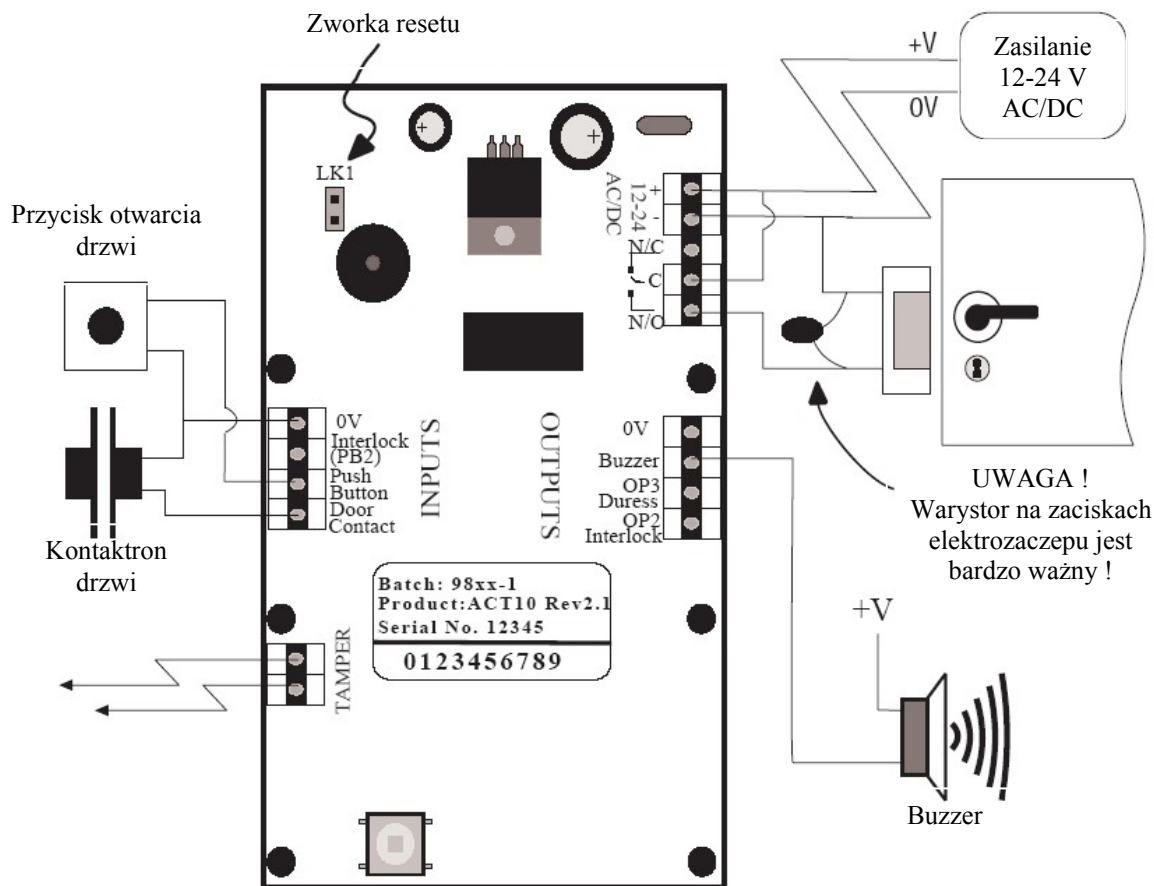 Zworka resetu
+V
0V
Zasilanie
12-24 V
AC/DC
LK1
+
+
Przycisk otwarcia
drzwi
+
-
12-24
AC/DC
N/C
C
N/O
0V
Interlock
(PB2)
Push
Button
Door
Contact
INPUTS
OUTPUTS
0V
Buzzer
OP3
Duress
OP2
Interlock
Kontaktron
drzwi
UWAGA !
Warystor na zaciskach
elektrozaczepu jest
bardzo ważny !
Batch: 98xx-1
Product:ACT10 Rev2.1
Serial No. 12345
0123456789
TAMPER
+V
Buzzer